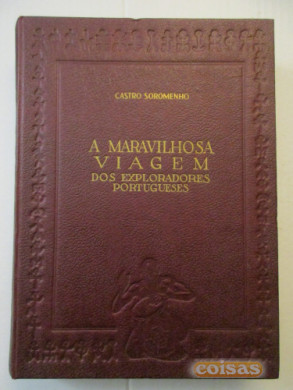 CASTRO SOROMENHO
A MARAVILHOSA
VIAGEM
DOS EXPLORADORES
PORTUGUESES
coisas